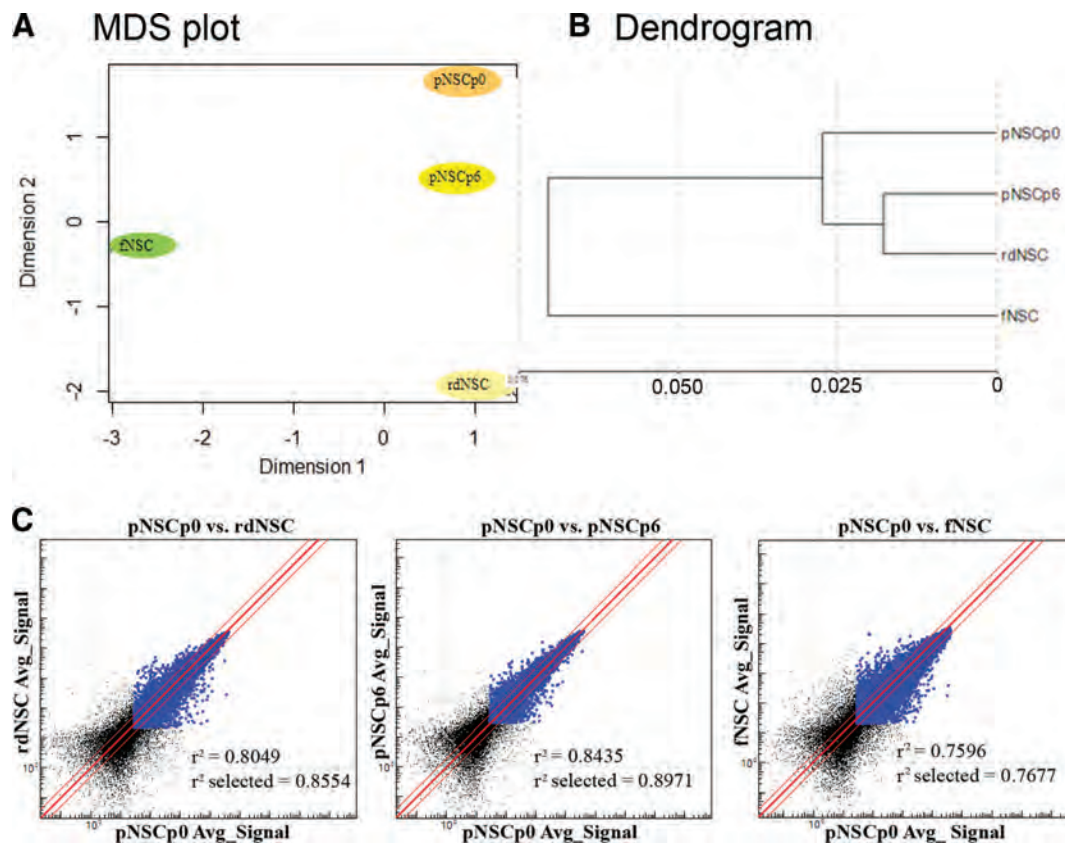 A MDS plot
B Dendrogram
pNSCp0
pNSCp6
fNSC
rdNSC
Dimension 2
1
0
-1
-2
-3 -2 -1 0 1
Dimension 1
pNSCp0
pNSCp6
rdNSC
fNSC
0.050 0.025 0
C
pNSCp0 vs. rdNSC
rdNSC Avg_Signal
r² = 0.8049
r² selected = 0.8554
pNSCp0 Avg_Signal
pNSCp0 vs. pNSCp6
pNSCp6 Avg_Signal
r² = 0.8435
r² selected = 0.8971
pNSCp0 Avg_Signal
pNSCp0 vs. fNSC
fNSC Avg_Signal
r² = 0.7596
r² selected = 0.7677
pNSCp0 Avg_Signal